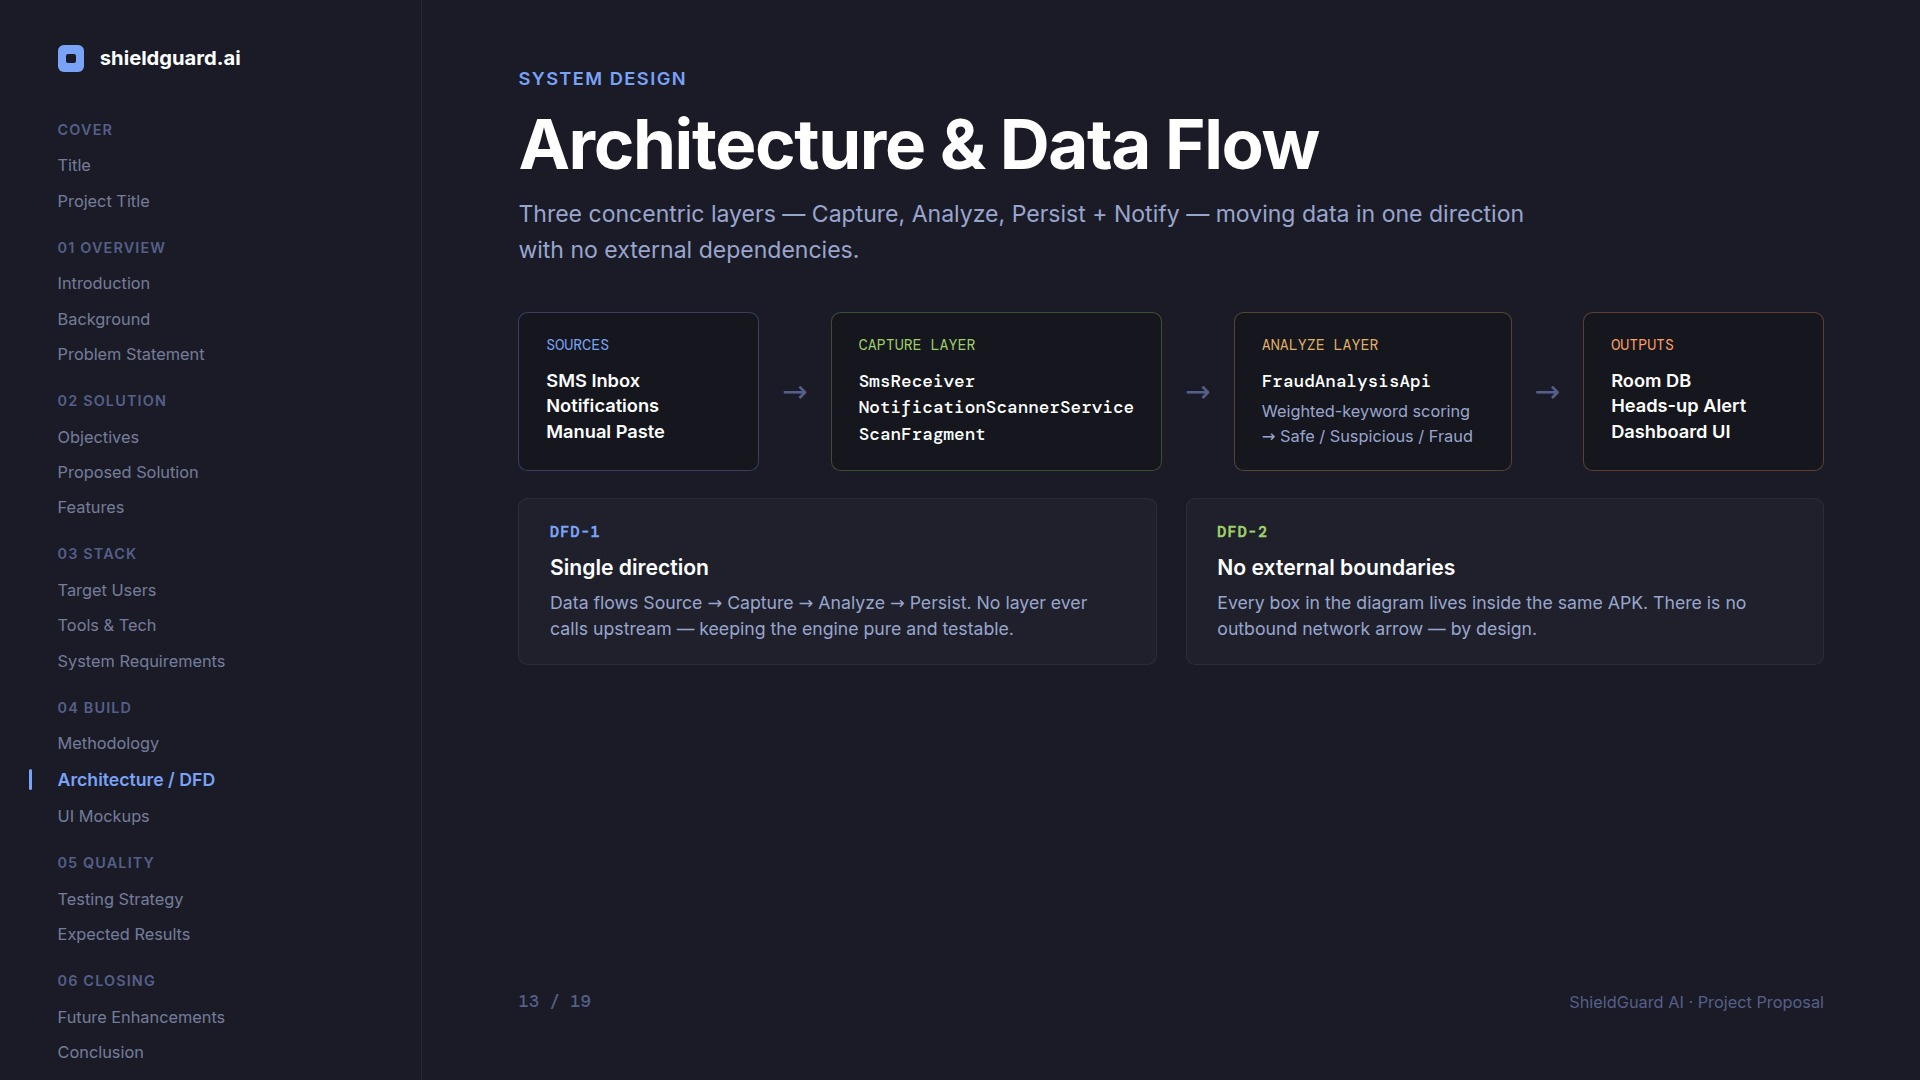 shieldguard.ai
COVER
Title
Project Title
01 OVERVIEW
Introduction
Background
Problem Statement
02 SOLUTION
Objectives
Proposed Solution
Features
03 STACK
Target Users
Tools & Tech
System Requirements
04 BUILD
Methodology
Architecture / DFD
UI Mockups
05 QUALITY
Testing Strategy
Expected Results
06 CLOSING
Future Enhancements
Conclusion
SYSTEM DESIGN
Architecture & Data Flow
Three concentric layers — Capture, Analyze, Persist + Notify — moving data in one direction
with no external dependencies.
SOURCES
SMS Inbox
Notifications
Manual Paste
→
CAPTURE LAYER
SmsReceiver
NotificationScannerService
ScanFragment
→
ANALYZE LAYER
FraudAnalysisApi
Weighted-keyword scoring
→ Safe / Suspicious / Fraud
→
OUTPUTS
Room DB
Heads-up Alert
Dashboard UI
DFD-1
Single direction
Data flows Source → Capture → Analyze → Persist. No layer ever
calls upstream — keeping the engine pure and testable.
DFD-2
No external boundaries
Every box in the diagram lives inside the same APK. There is no
outbound network arrow — by design.
13 / 19
ShieldGuard AI · Project Proposal